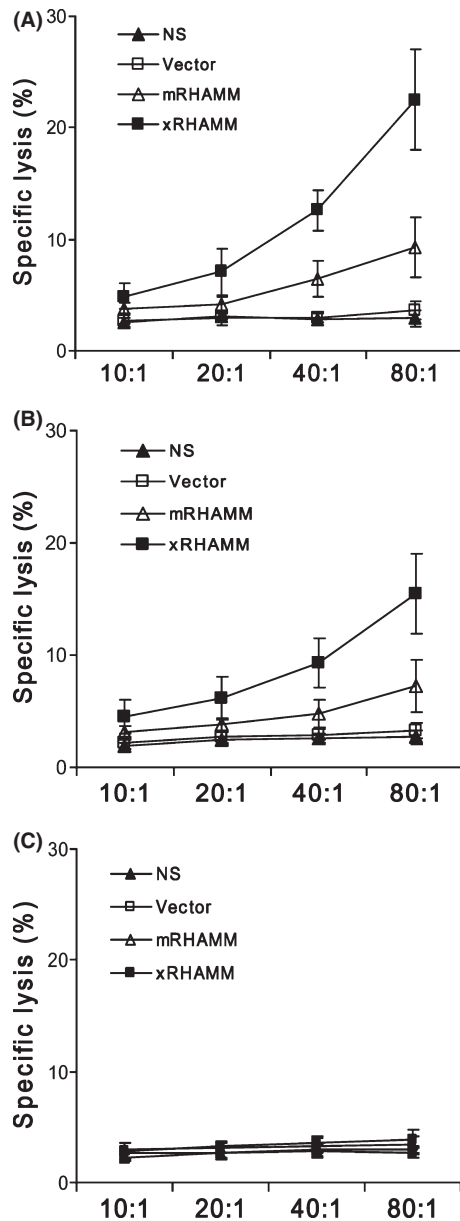 (A)
30
20
10
0
Specific lysis (%)
NS
Vector
mRHAMM
xRHAMM
10:1 20:1 40:1 80:1
(B)
30
20
10
0
Specific lysis (%)
NS
Vector
mRHAMM
xRHAMM
10:1 20:1 40:1 80:1
(C)
30
20
10
0
Specific lysis (%)
NS
Vector
mRHAMM
xRHAMM
10:1 20:1 40:1 80:1